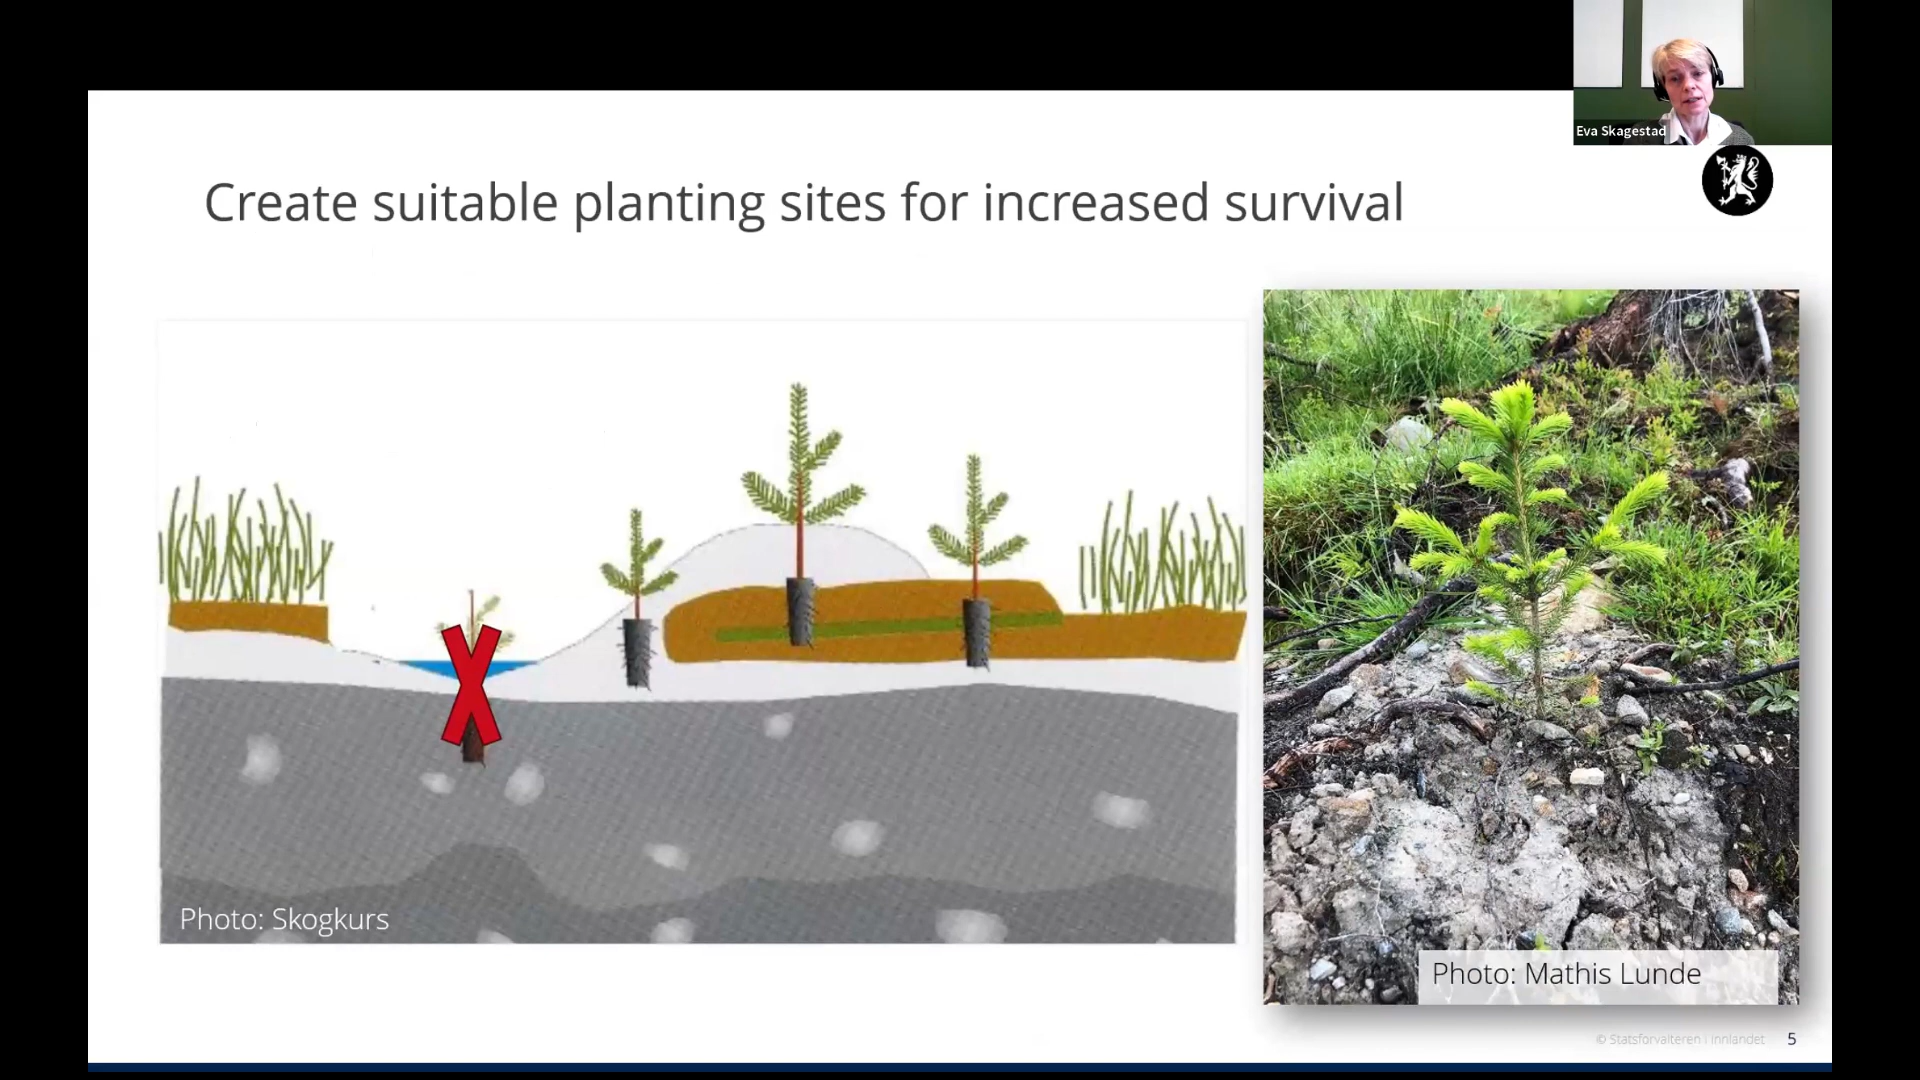 Eva Skagestad
Create suitable planting sites for increased survival
Photo: Skogkurs
Photo: Mathis Lunde
© Statsforvalteren i Innlandet
5